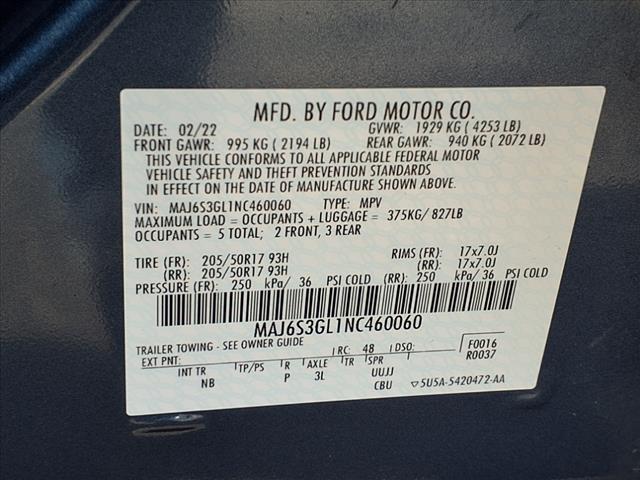 MFD. BY FORD MOTOR CO.
DATE: 02/22 GVWR: 1929 KG ( 4253 LB)
FRONT GAWR: 995 KG ( 2194 LB) REAR GAWR: 940 KG ( 2072 LB)
THIS VEHICLE CONFORMS TO ALL APPLICABLE FEDERAL MOTOR
VEHICLE SAFETY AND THEFT PREVENTION STANDARDS
IN EFFECT ON THE DATE OF MANUFACTURE SHOWN ABOVE.
VIN: MAJ6S3GL1NC460060 TYPE: MPV
MAXIMUM LOAD = OCCUPANTS + LUGGAGE = 375KG/ 827LB
OCCUPANTS = 5 TOTAL; 2 FRONT, 3 REAR
TIRE (FR): 205/50R17 93H RIMS (FR): 17x7.0J
(RR): 205/50R17 93H (RR): 17x7.0J
PRESSURE (FR): 250 kPa/ 36 PSI COLD (RR): 250 kPa/ 36 PSI COLD
MAJ6S3GL1NC460060
TRAILER TOWING - SEE OWNER GUIDE
EXT PNT: RC: 48 DSO: F0016
R0037
INT TR TP/PS R AXLE TR SPR
NB P 3L UUJJ
CBU 5U5A-5420472-AA